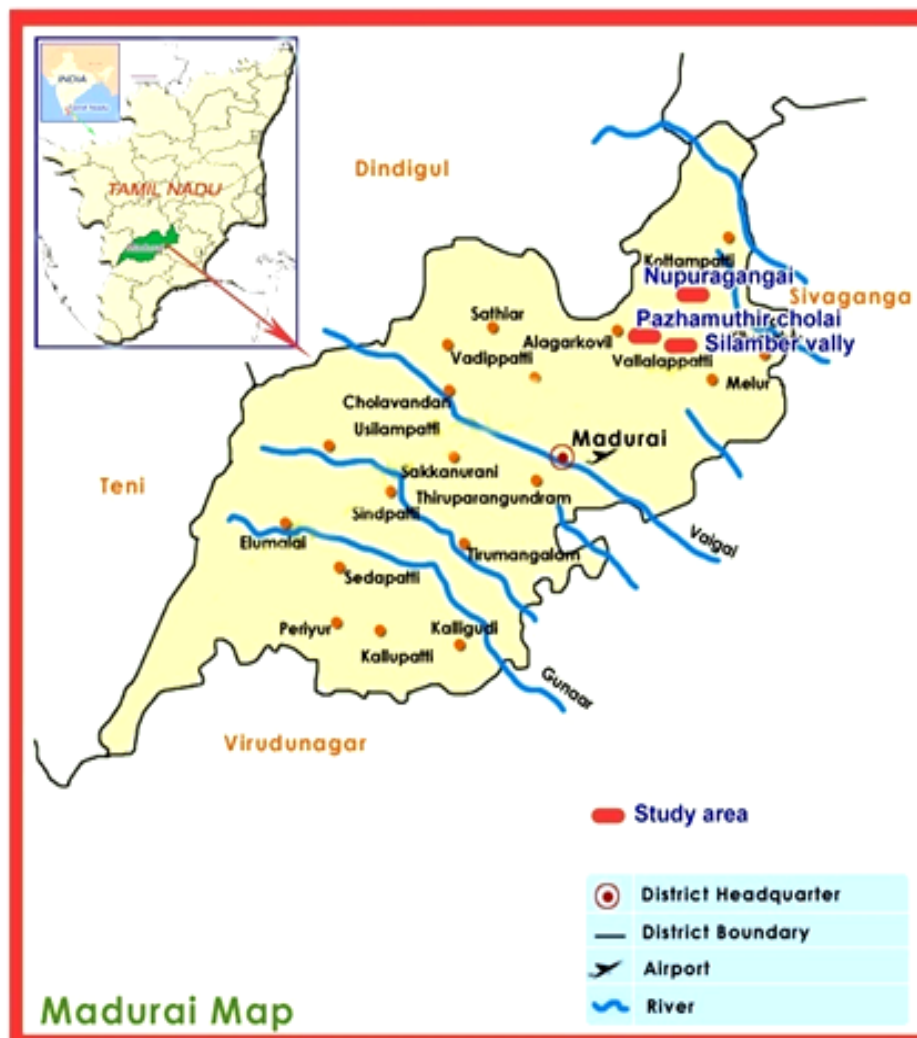 INDIA
TAMIL NADU
Dindigul
Kottampatti
Nupuragangai
Sivaganga
Sathiar
Pazhamuthir cholai
Alagarkovil
Silamber vally
Vadippatti
Vallalappatti
Melur
Cholavandan
Usilampatti
Madurai
Sakkanurani
Teni
Thiruparangundram
Sindpatti
Elumalai
Vaigai
Tirumangalam
Sedapatti
Periyur
Kalligudi
Kallupatti
Gunaar
Virudunagar
Study area
District Headquarter
District Boundary
Airport
River
Madurai Map